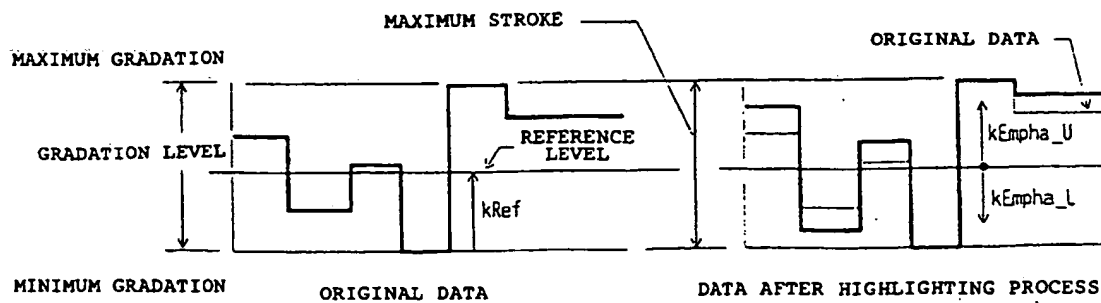 MAXIMUM STROKE
ORIGINAL DATA
MAXIMUM GRADATION
GRADATION LEVEL
REFERENCE
LEVEL
kRef
kEmpha_U
kEmpha_L
MINIMUM GRADATION
ORIGINAL DATA
DATA AFTER HIGHLIGHTING PROCESS